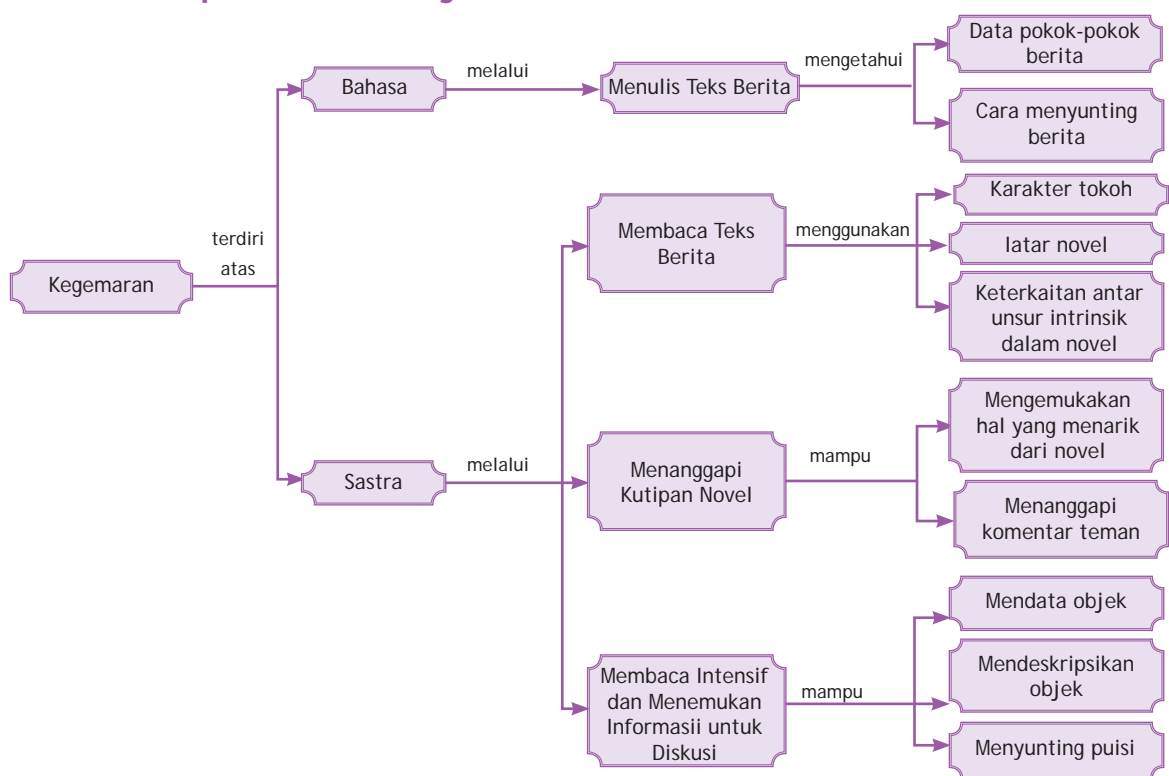 Kegemaran
terdiri
atas
Bahasa
melalui
Menulis Teks Berita
mengetahui
Data pokok-pokok
berita
Cara menyunting
berita
Sastra
melalui
Membaca Teks
Berita
menggunakan
Karakter tokoh
latar novel
Keterkaitan antar
unsur intrinsik
dalam novel
Menanggapi
Kutipan Novel
mampu
Mengemukakan
hal yang menarik
dari novel
Menanggapi
komentar teman
Membaca Intensif
dan Menemukan
Informasii untuk
Diskusi
mampu
Mendata objek
Mendeskripsikan
objek
Menyunting puisi